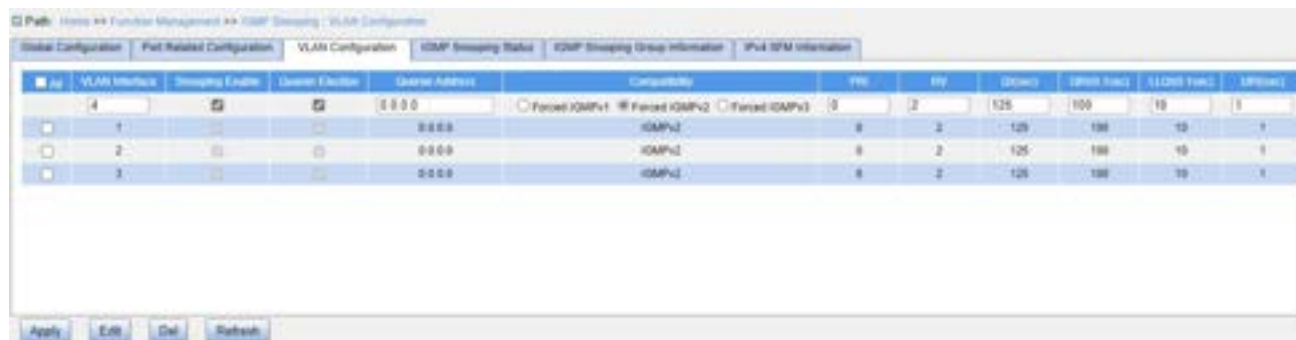 Path: Home >> Function Management >> IGMP Snooping : VLAN Configuration
Global Configuration Port Related Configuration VLAN Configuration IGMP Snooping Status IGMP Snooping Group Information IPv4 SFM Information
All VLAN Interface Snooping Enable Querier Election Querier Address Compatibility PRI RV QI(sec) QRI(0.1sec) LLQI(0.1sec) URI(sec)
4 0.0.0.0 Forced IGMPv1 Forced IGMPv2 Forced IGMPv3 0 2 125 100 10 1
1 0.0.0.0 IGMPv2 0 2 125 100 10 1
2 0.0.0.0 IGMPv2 0 2 125 100 10 1
3 0.0.0.0 IGMPv2 0 2 125 100 10 1
Apply Edit Del Refresh